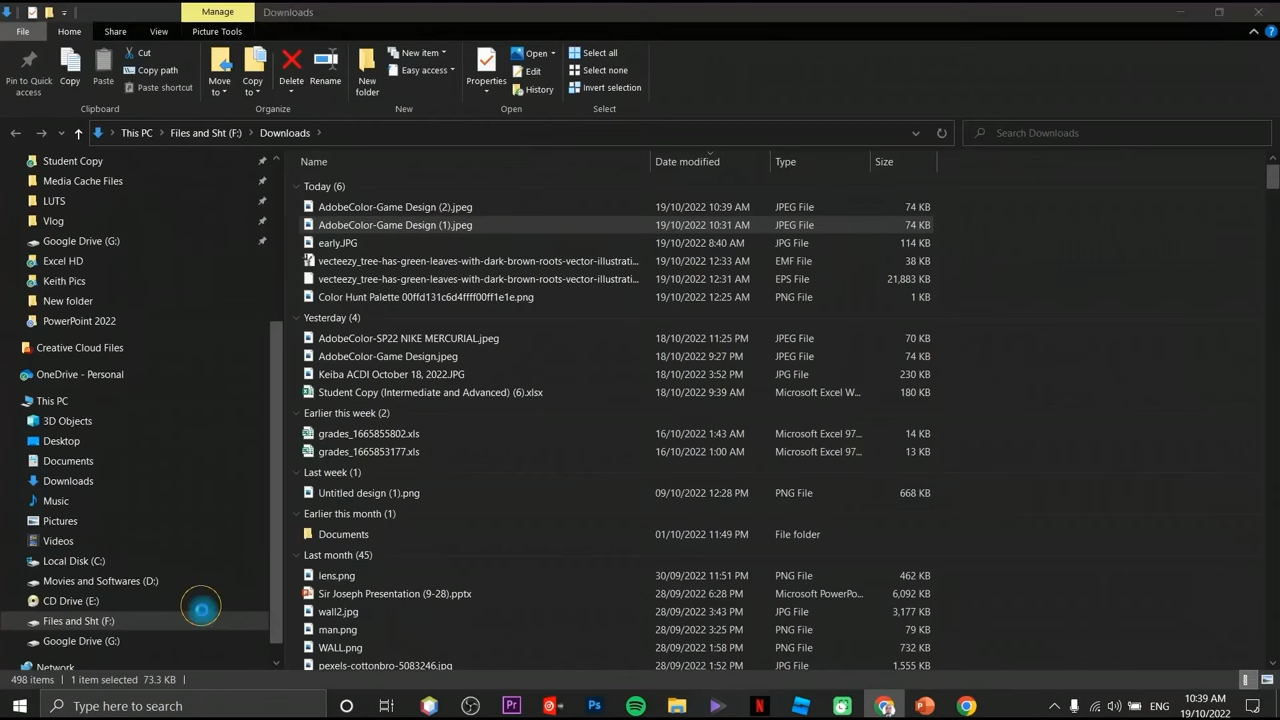 Manage
Downloads
File
Home
Share
View
Picture Tools
Pin to Quick access
Copy
Paste
Cut
Copy path
Paste shortcut
Clipboard
Move to
Copy to
Delete
Rename
Organize
New folder
New item
Easy access
New
Properties
Open
Edit
History
Open
Select all
Select none
Invert selection
Select
This PC
Files and Sht (F:)
Downloads
Search Downloads
Student Copy
Media Cache Files
LUTS
Vlog
Google Drive (G:)
Excel HD
Keith Pics
New folder
PowerPoint 2022
Creative Cloud Files
OneDrive - Personal
This PC
3D Objects
Desktop
Documents
Downloads
Music
Pictures
Videos
Local Disk (C:)
Movies and Softwares (D:)
CD Drive (E:)
Files and Sht (F:)
Google Drive (G:)
Network
Name Date modified Type Size
Today (6)
AdobeColor-Game Design (2).jpeg 19/10/2022 10:39 AM JPEG File 74 KB
AdobeColor-Game Design (1).jpeg 19/10/2022 10:31 AM JPEG File 74 KB
early.JPG 19/10/2022 8:40 AM JPG File 114 KB
vecteezy_tree-has-green-leaves-with-dark-brown-roots-vector-illustrati... 19/10/2022 12:33 AM EMF File 38 KB
vecteezy_tree-has-green-leaves-with-dark-brown-roots-vector-illustrati... 19/10/2022 12:31 AM EPS File 21,883 KB
Color Hunt Palette 00ffd131c6d4ffff00ff1e1e.png 19/10/2022 12:25 AM PNG File 1 KB
Yesterday (4)
AdobeColor-SP22 NIKE MERCURIAL.jpeg 18/10/2022 11:25 PM JPEG File 70 KB
AdobeColor-Game Design.jpeg 18/10/2022 9:27 PM JPEG File 74 KB
Keiba ACDI October 18, 2022.JPG 18/10/2022 3:52 PM JPG File 230 KB
Student Copy (Intermediate and Advanced) (6).xlsx 18/10/2022 9:39 AM Microsoft Excel W... 180 KB
Earlier this week (2)
grades_1665855802.xls 16/10/2022 1:43 AM Microsoft Excel 97... 14 KB
grades_1665853177.xls 16/10/2022 1:00 AM Microsoft Excel 97... 13 KB
Last week (1)
Untitled design (1).png 09/10/2022 12:28 PM PNG File 668 KB
Earlier this month (1)
Documents 01/10/2022 11:49 PM File folder
Last month (45)
lens.png 30/09/2022 11:51 PM PNG File 462 KB
Sir Joseph Presentation (9-28).pptx 28/09/2022 6:28 PM Microsoft PowerPo... 6,092 KB
wall2.jpg 28/09/2022 3:43 PM JPG File 3,177 KB
man.png 28/09/2022 3:25 PM PNG File 79 KB
WALL.png 28/09/2022 1:58 PM PNG File 732 KB
pexels-cottonbro-5083246.jpg 28/09/2022 1:52 PM JPG File 1,555 KB
498 items 1 item selected 73.3 KB
Type here to search
Pr
Ps
N
P
ENG
10:39 AM
19/10/2022